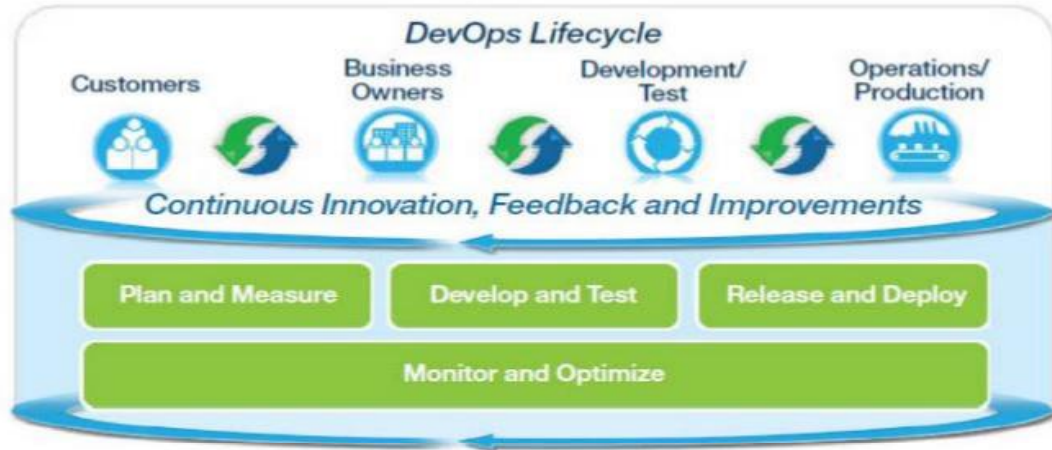 DevOps Lifecycle
Customers
Business
Owners
Development/
Test
Operations/
Production
Continuous Innovation, Feedback and Improvements
Plan and Measure
Develop and Test
Release and Deploy
Monitor and Optimize